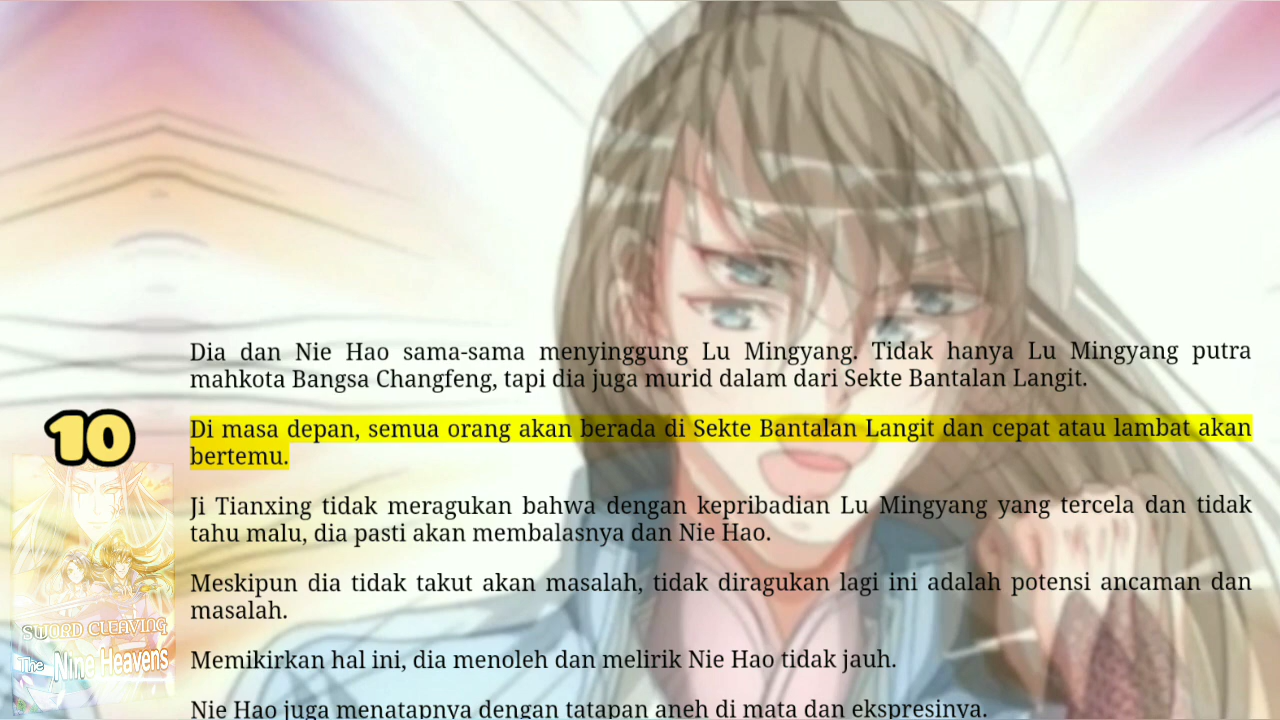 Dia dan Nie Hao sama-sama menyinggung Lu Mingyang. Tidak hanya Lu Mingyang putra
mahkota Bangsa Changfeng, tapi dia juga murid dalam dari Sekte Bantalan Langit.
10
Di masa depan, semua orang akan berada di Sekte Bantalan Langit dan cepat atau lambat akan
bertemu.
Ji Tianxing tidak meragukan bahwa dengan kepribadian Lu Mingyang yang tercela dan tidak
tahu malu, dia pasti akan membalasnya dan Nie Hao.
Meskipun dia tidak takut akan masalah, tidak diragukan lagi ini adalah potensi ancaman dan
masalah.
SWORD CLEAVING
The Nine Heavens
Memikirkan hal ini, dia menoleh dan melirik Nie Hao tidak jauh.
Nie Hao juga menatapnya dengan tatapan aneh di mata dan ekspresinya.